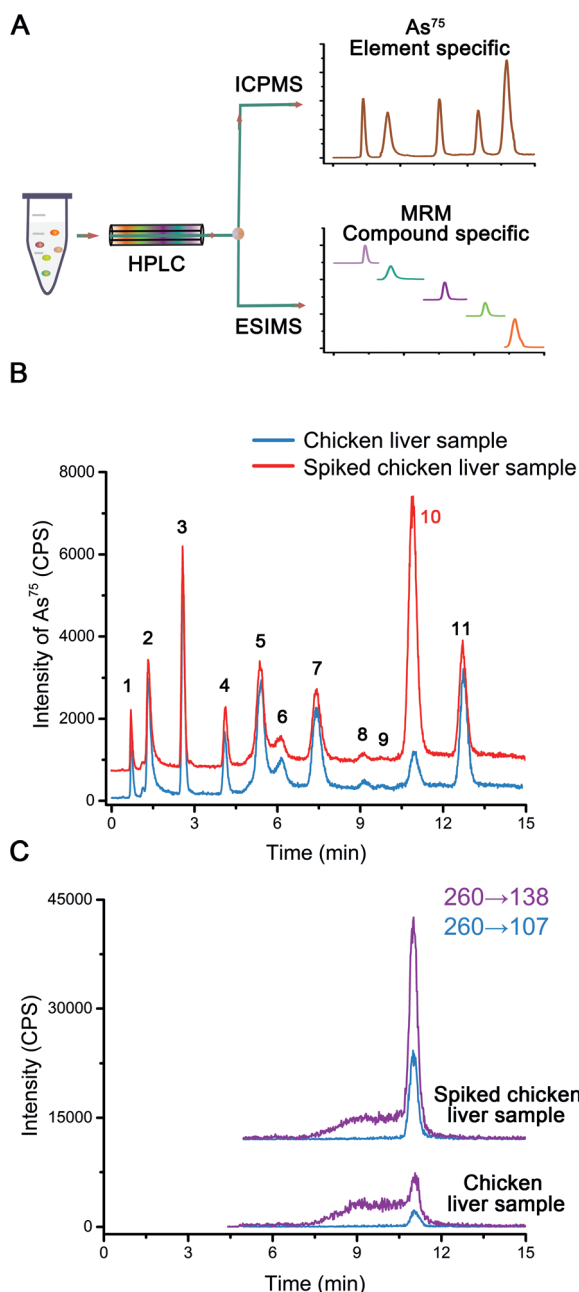 A
As⁷⁵
Element specific
ICPMS
HPLC
MRM
Compound specific
ESIMS
B
Chicken liver sample
Spiked chicken liver sample
Intensity of As⁷⁵ (CPS)
8000
6000
4000
2000
0
1
2
3
4
5
6
7
8
9
10
11
0
3
6
9
12
15
Time (min)
C
260→138
260→107
Intensity (CPS)
45000
30000
15000
0
Spiked chicken
liver sample
Chicken
liver sample
0
3
6
9
12
15
Time (min)